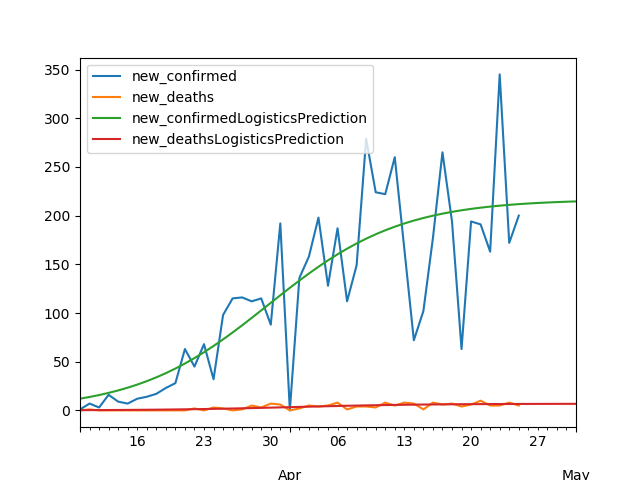 350
300
250
200
150
100
50
0
new_confirmed
new_deaths
new_confirmedLogisticsPrediction
new_deathsLogisticsPrediction
16 23 30 06 13 20 27
Apr May